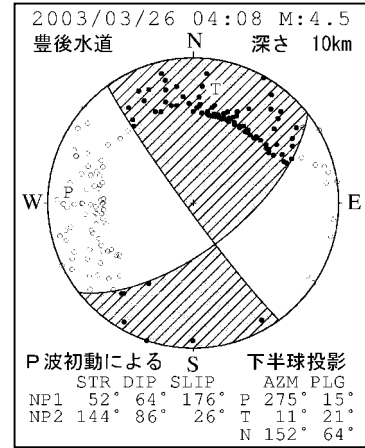 2003/03/26 04:08 M:4.5
豊後水道 N 深さ 10km
T
P
W E
P波初動による S 下半球投影
STR DIP SLIP AZM PLG
NP1 52° 64° 176° P 275° 15°
NP2 144° 86° 26° T 11° 21°
N 152° 64°